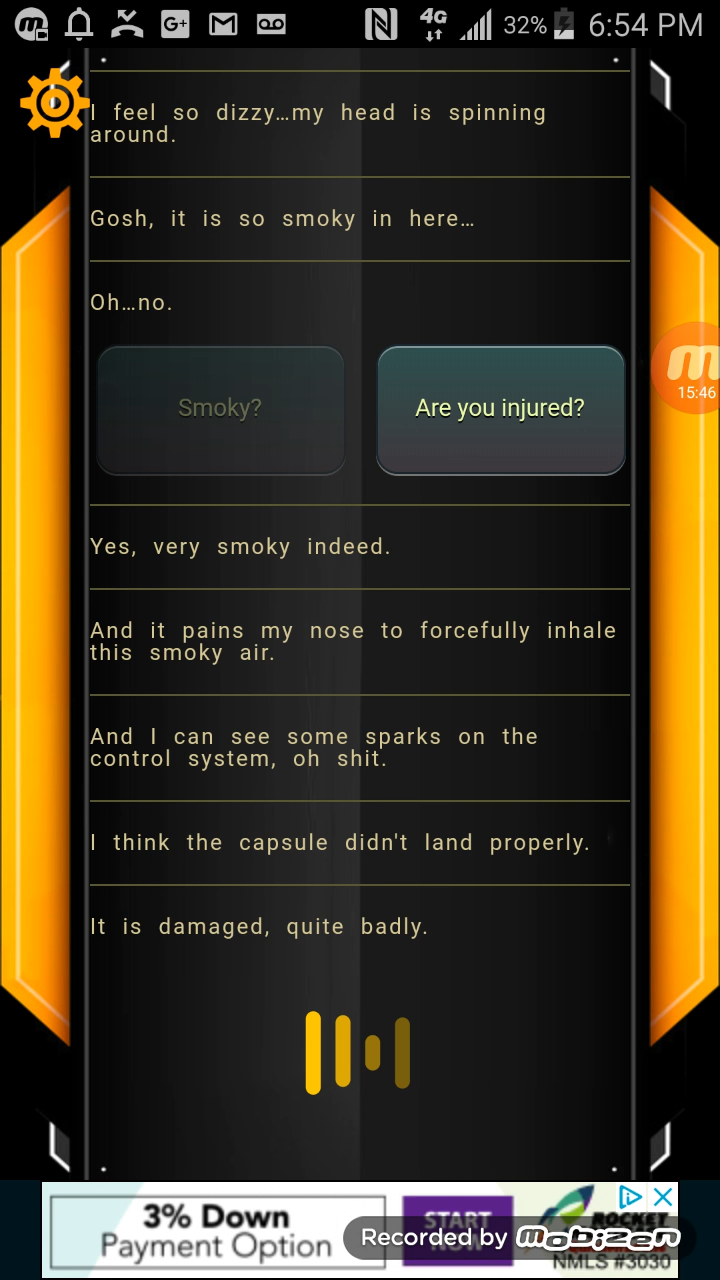 G+
4G
32%
6:54 PM
I feel so dizzy…my head is spinning
around.
Gosh, it is so smoky in here…
Oh…no.
15:46
Smoky?
Are you injured?
Yes, very smoky indeed.
And it pains my nose to forcefully inhale
this smoky air.
And I can see some sparks on the
control system, oh shit.
I think the capsule didn't land properly.
It is damaged, quite badly.
3% Down
Payment Option
START
NOW
ROCKET
Recorded by mobizen
NMLS #3030